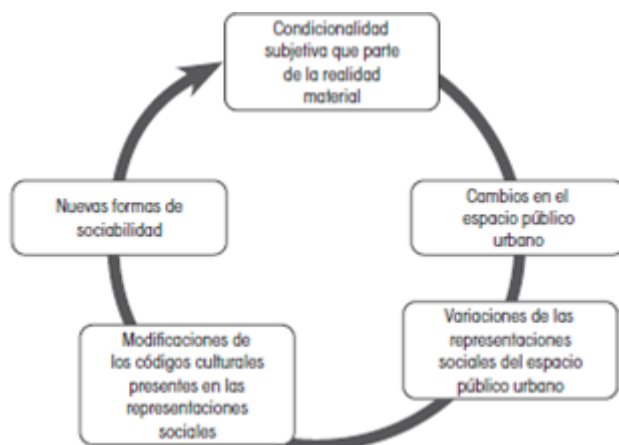 Condicionalidad
subjetiva que parte
de la realidad
material
Cambios en el
espacio público
urbano
Variaciones de las
representaciones
sociales del espacio
público urbano
Modificaciones de
los códigos culturales
presentes en las
representaciones
sociales
Nuevas formas de
sociabilidad